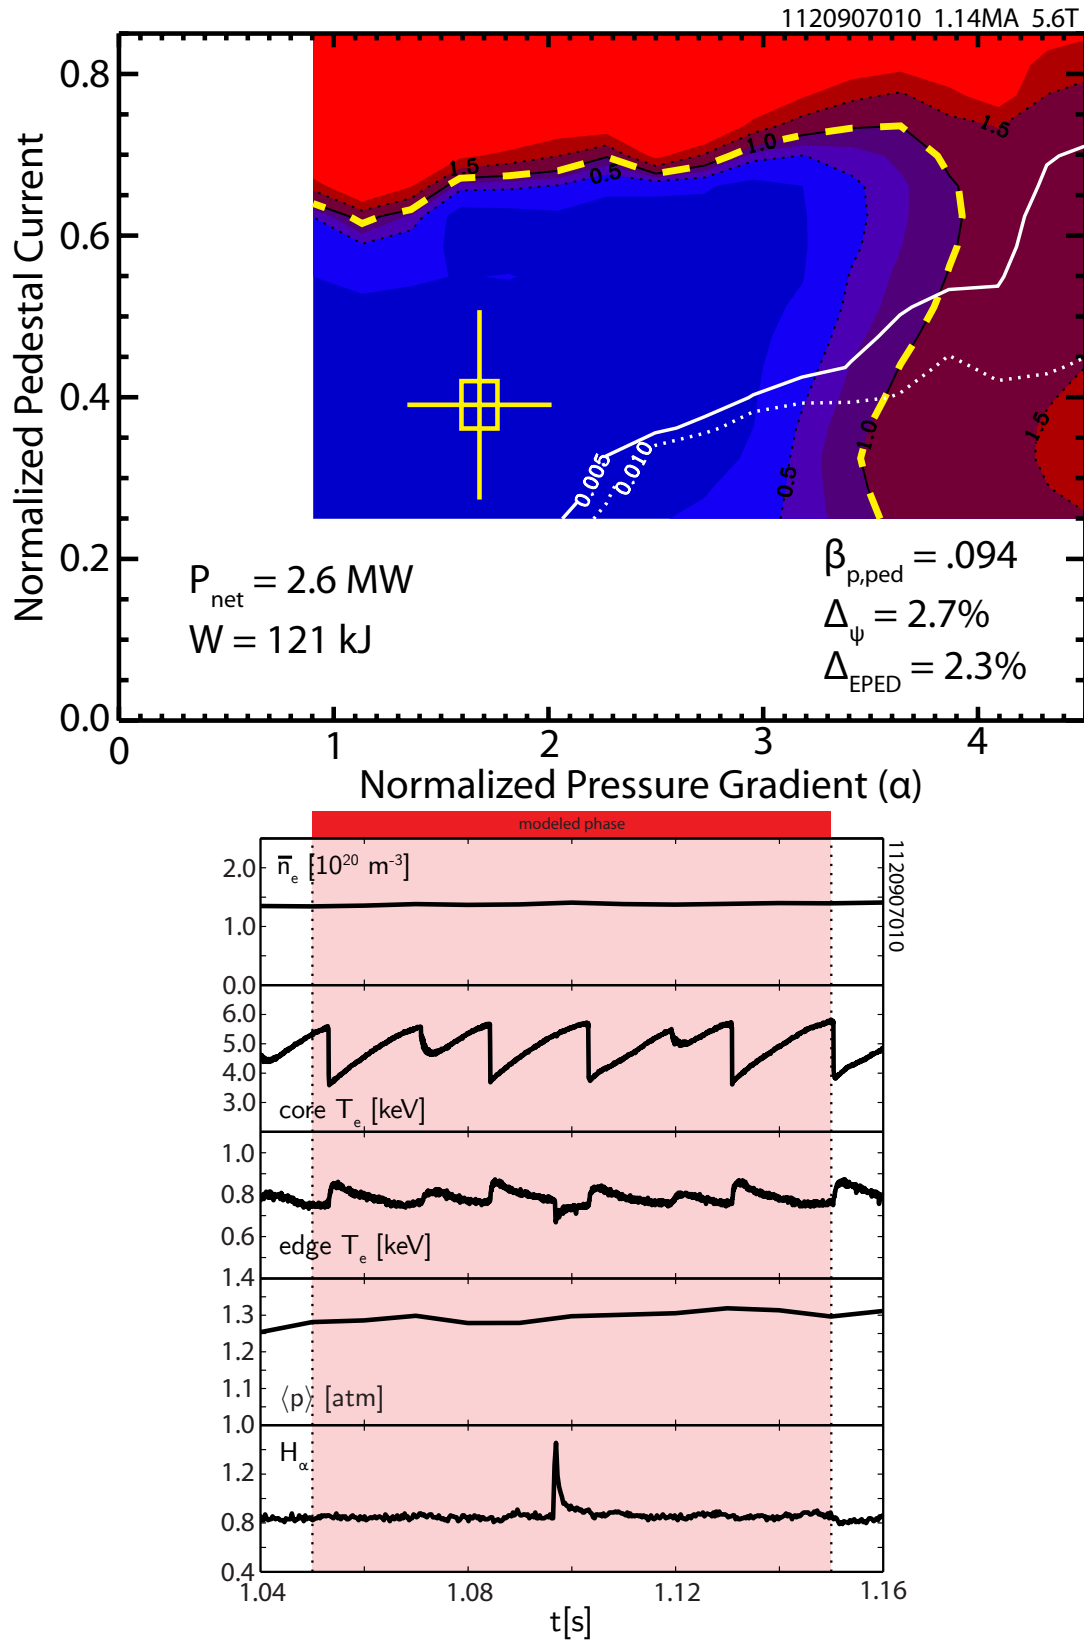 1120907010 1.14MA 5.6T
Normalized Pedestal Current
0.8
0.6
0.4
0.2
0.0
1.5
0.5
1.0
1.5
1.5
1.0
0.5
0.005
0.010
P_net = 2.6 MW
W = 121 kJ
β_p,ped = .094
Δ_ψ = 2.7%
Δ_EPED = 2.3%
0 1 2 3 4
Normalized Pressure Gradient (α)
modeled phase
1120907010
n̄_e [10²⁰ m⁻³]
2.0
1.0
0.0
6.0
5.0
4.0
3.0
core T_e [keV]
1.0
0.8
0.6
edge T_e [keV]
1.4
1.3
1.2
1.1
1.0
⟨p⟩ [atm]
H_α
1.2
0.8
0.4
1.04 1.08 1.12 1.16
t[s]